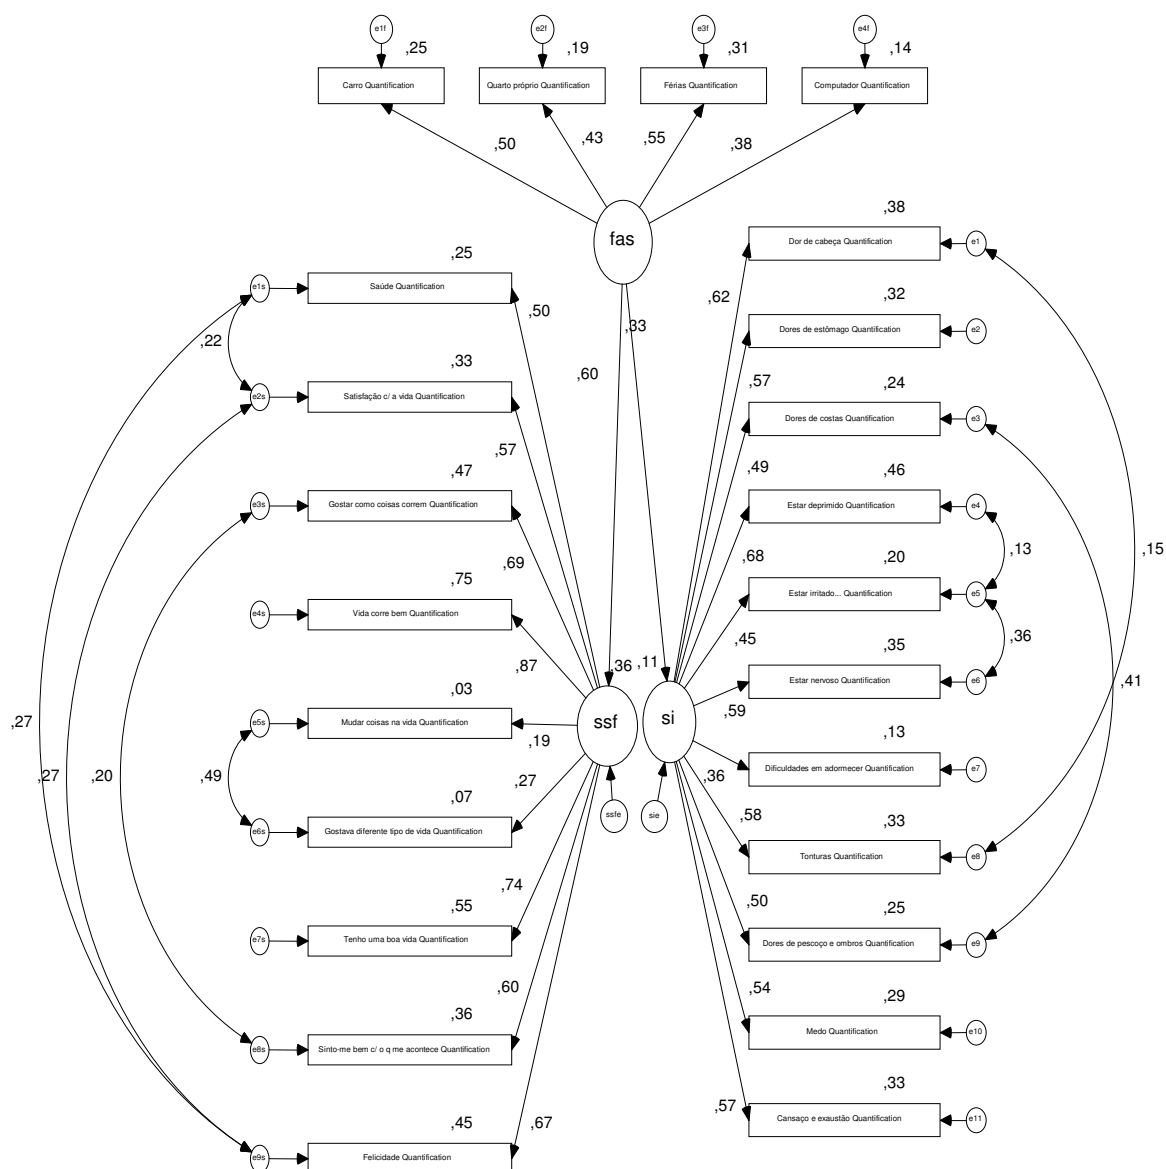 e1f
e2f
e3f
e4f
,25
,19
,31
,14
Carro Quantification
Quarto próprio Quantification
Férias Quantification
Computador Quantification
,50
,43
,55
,38
fas
,38
Dor de cabeça Quantification
e1
,25
e1s
Saúde Quantification
,50
,62
,33
,32
Dores de estômago Quantification
e2
,22
,33
,60
,57
,24
e2s
Satisfação c/ a vida Quantification
Dores de costas Quantification
e3
,57
,49
,47
,46
e3s
Gostar como coisas correm Quantification
Estar deprimido Quantification
e4
,69
,68
,13
,15
,75
,20
e4s
Vida corre bem Quantification
Estar irritado... Quantification
e5
,87
,45
,36
,36
,11
,35
,03
Estar nervoso Quantification
e6
,41
,59
,27
e5s
Mudar coisas na vida Quantification
ssf
si
,19
,27
,20
,49
,27
,36
,13
Dificuldades em adormecer Quantification
e7
,07
ssfe
sie
,58
,33
e6s
Gostava diferente tipo de vida Quantification
Tonturas Quantification
e8
,74
,50
,55
,25
e7s
Tenho uma boa vida Quantification
Dores de pescoço e ombros Quantification
e9
,60
,54
,36
,29
e8s
Sinto-me bem c/ o q me acontece Quantification
Medo Quantification
e10
,45
,67
,57
,33
Cansaço e exaustão Quantification
e11
e9s
Felicidade Quantification